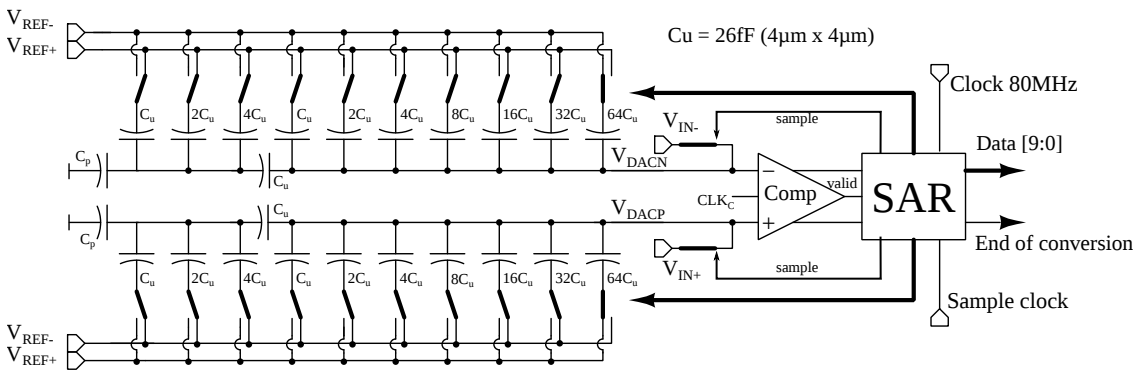 V_REF-
V_REF+
Cu = 26fF (4µm x 4µm)
Clock 80MHz
C_u 2C_u 4C_u C_u 2C_u 4C_u 8C_u 16C_u 32C_u 64C_u
V_IN-
sample
Data [9:0]
C_p
V_DACN
C_u
valid
Comp
SAR
CLK_C
C_u
V_DACP
C_p
End of conversion
V_IN+
sample
C_u 2C_u 4C_u C_u 2C_u 4C_u 8C_u 16C_u 32C_u 64C_u
Sample clock
V_REF-
V_REF+